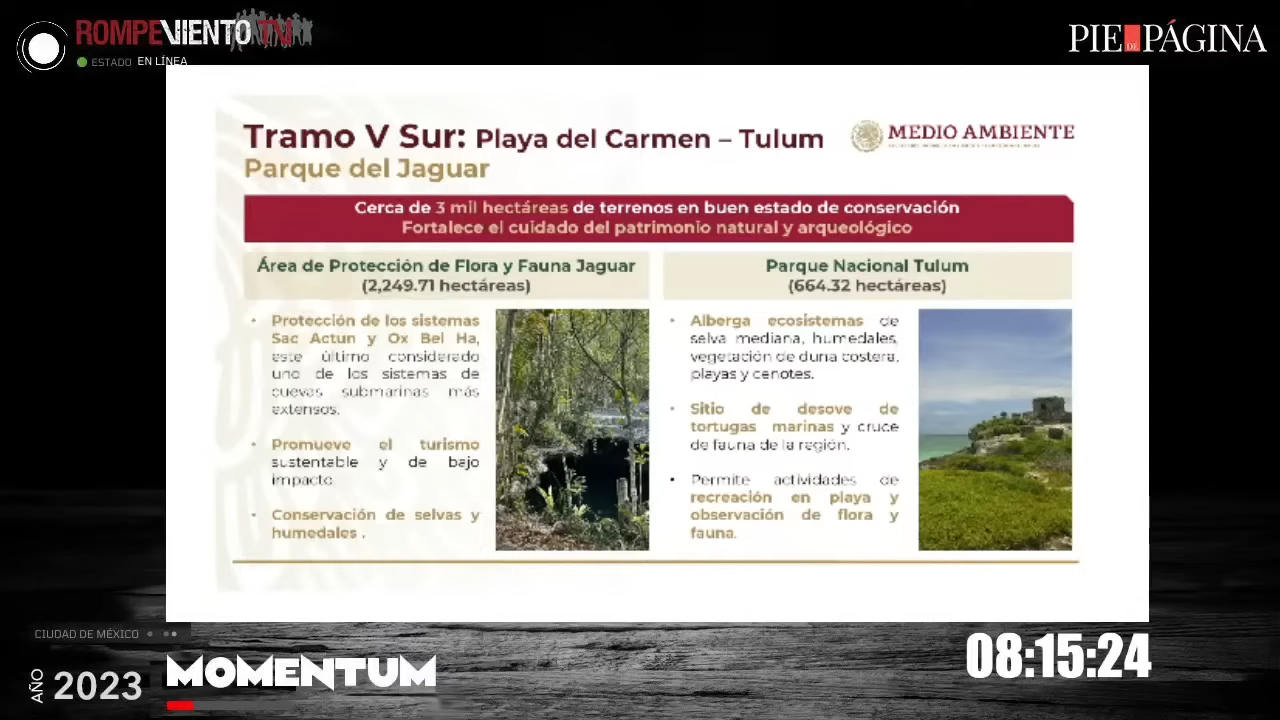 ROMPEVIENTO TV
ESTADO EN LÍNEA
PIE DE PÁGINA
Tramo V Sur: Playa del Carmen – Tulum
Parque del Jaguar
MEDIO AMBIENTE
Cerca de 3 mil hectáreas de terrenos en buen estado de conservación
Fortalece el cuidado del patrimonio natural y arqueológico
Área de Protección de Flora y Fauna Jaguar
(2,249.71 hectáreas)
• Protección de los sistemas
Sac Actun y Ox Bel Ha,
este último considerado
uno de los sistemas de
cuevas submarinas más
extensos.
• Promueve el turismo
sustentable y de bajo
impacto
• Conservación de selvas y
humedales .
Parque Nacional Tulum
(664.32 hectáreas)
• Alberga ecosistemas de
selva mediana, humedales,
vegetación de duna costera,
playas y cenotes.
• Sitio de desove de
tortugas marinas y cruce
de fauna de la región.
• Permite actividades de
recreación en playa y
observación de flora y
fauna.
CIUDAD DE MÉXICO
AÑO 2023
MOMENTUM
08:15:24